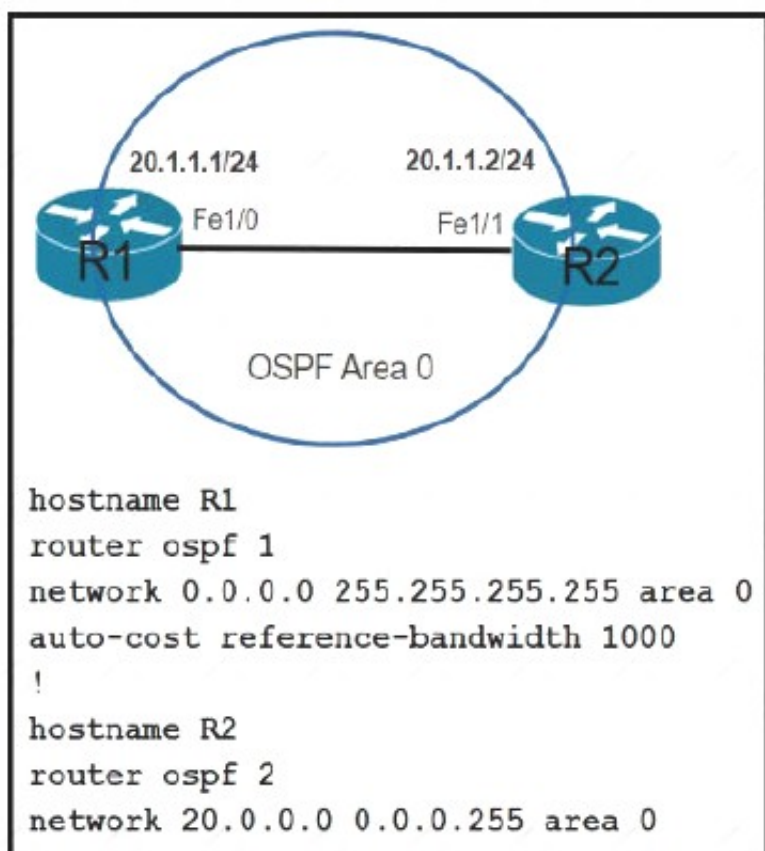 20.1.1.1/24
20.1.1.2/24
Fe1/0
Fe1/1
R1
R2
OSPF Area 0
hostname R1
router ospf 1
network 0.0.0.0 255.255.255.255 area 0
auto-cost reference-bandwidth 1000
!
hostname R2
router ospf 2
network 20.0.0.0 0.0.0.255 area 0